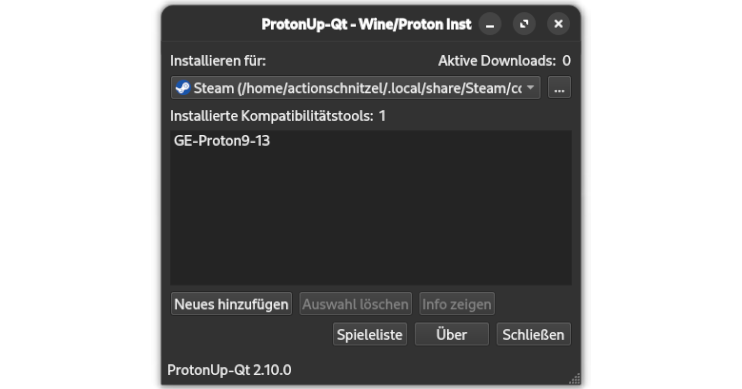 ProtonUp-Qt - Wine/Proton Inst
Installieren für: Aktive Downloads: 0
Steam (/home/actionschnitzel/.local/share/Steam/co ...
Installierte Kompatibilitätstools: 1
GE-Proton9-13
Neues hinzufügen Auswahl löschen Info zeigen
Spieleliste Über Schließen
ProtonUp-Qt 2.10.0